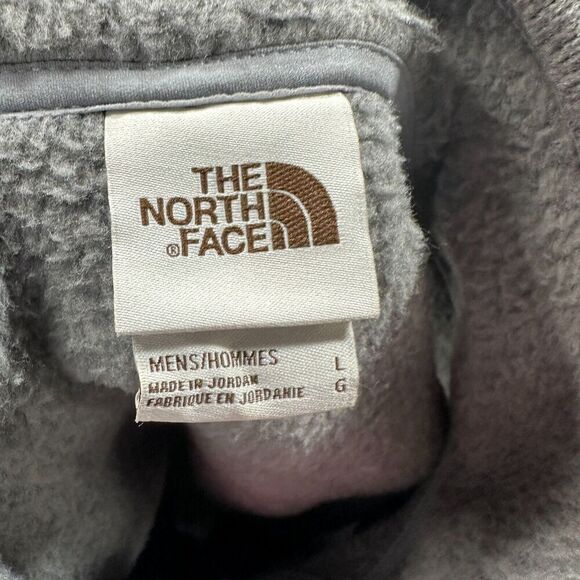 THE
NORTH
®FACE
MENS/HOMMES L
MADE IN JORDAN G
FABRIQUE EN JORDANIE